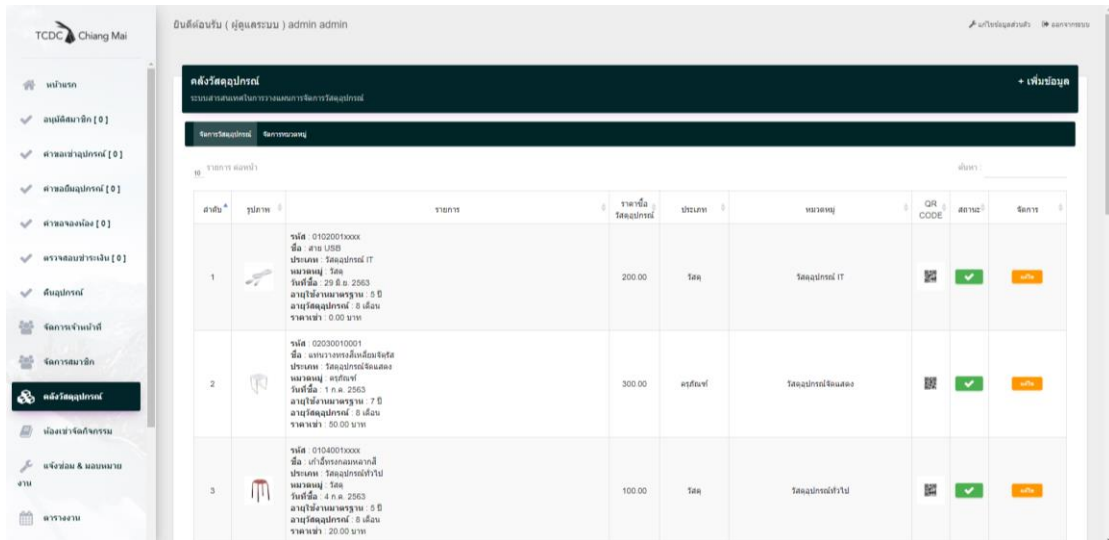 TCDC Chiang Mai
ยินดีต้อนรับ ( ผู้ดูแลระบบ ) admin admin
แก้ไขข้อมูลส่วนตัว ออกจากระบบ
หน้าแรก
อนุมัติสมาชิก [ 0 ]
คำขอเช่าอุปกรณ์ [ 0 ]
คำขอยืมอุปกรณ์ [ 0 ]
คำขอจองห้อง [ 0 ]
ตรวจสอบชำระเงิน [ 0 ]
คืนอุปกรณ์
จัดการเจ้าหน้าที่
จัดการสมาชิก
คลังวัสดุอุปกรณ์
ห้องเช่าจัดกิจกรรม
แจ้งซ่อม & มอบหมาย
งาน
ตารางงาน
คลังวัสดุอุปกรณ์
+ เพิ่มข้อมูล
ระบบสารสนเทศในการวางแผนการจัดการวัสดุอุปกรณ์
จัดการวัสดุอุปกรณ์ จัดการหมวดหมู่
10 รายการ ต่อหน้า
ค้นหา :
ลำดับ รูปภาพ รายการ ราคาซื้อ วัสดุอุปกรณ์ ประเภท หมวดหมู่ QR CODE สถานะ จัดการ
1
รหัส : 0102001xxxx
ชื่อ : สาย USB
ประเภท : วัสดุอุปกรณ์ IT
หมวดหมู่ : วัสดุ
วันที่ซื้อ : 29 มิ.ย. 2563
อายุใช้งานมาตรฐาน : 5 ปี
อายุวัสดุอุปกรณ์ : 8 เดือน
ราคาเช่า : 0.00 บาท
200.00 วัสดุ วัสดุอุปกรณ์ IT แก้ไข
2
รหัส : 02030010001
ชื่อ : แท่นวางทรงสี่เหลี่ยมจัตุรัส
ประเภท : วัสดุอุปกรณ์จัดแสดง
หมวดหมู่ : ครุภัณฑ์
วันที่ซื้อ : 1 ก.ค. 2563
อายุใช้งานมาตรฐาน : 7 ปี
อายุวัสดุอุปกรณ์ : 8 เดือน
ราคาเช่า : 50.00 บาท
300.00 ครุภัณฑ์ วัสดุอุปกรณ์จัดแสดง แก้ไข
3
รหัส : 0104001xxxx
ชื่อ : เก้าอี้ทรงกลมหลากสี
ประเภท : วัสดุอุปกรณ์ทั่วไป
หมวดหมู่ : วัสดุ
วันที่ซื้อ : 4 ก.ค. 2563
อายุใช้งานมาตรฐาน : 5 ปี
อายุวัสดุอุปกรณ์ : 8 เดือน
ราคาเช่า : 20.00 บาท
100.00 วัสดุ วัสดุอุปกรณ์ทั่วไป แก้ไข